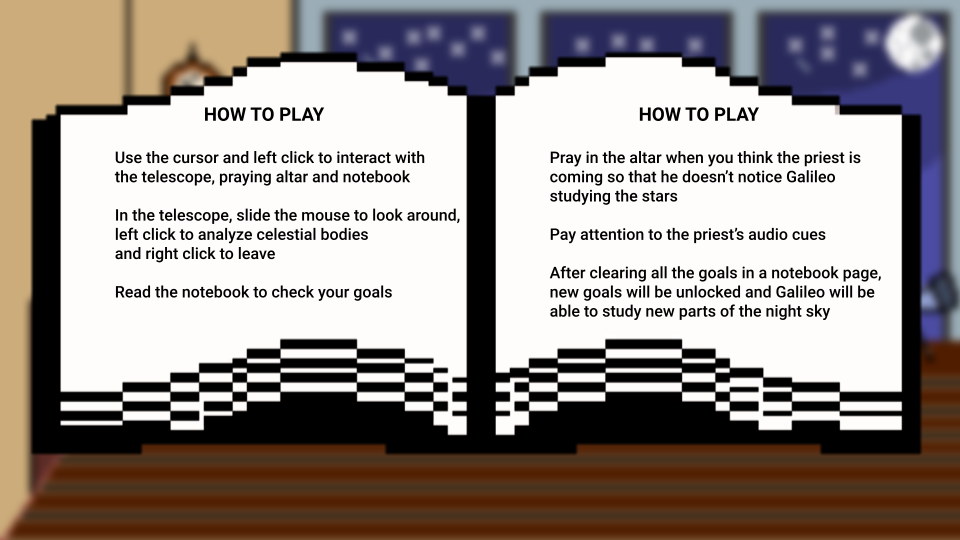 HOW TO PLAY
Use the cursor and left click to interact with
the telescope, praying altar and notebook
In the telescope, slide the mouse to look around,
left click to analyze celestial bodies
and right click to leave
Read the notebook to check your goals
HOW TO PLAY
Pray in the altar when you think the priest is
coming so that he doesn’t notice Galileo
studying the stars
Pay attention to the priest’s audio cues
After clearing all the goals in a notebook page,
new goals will be unlocked and Galileo will be
able to study new parts of the night sky